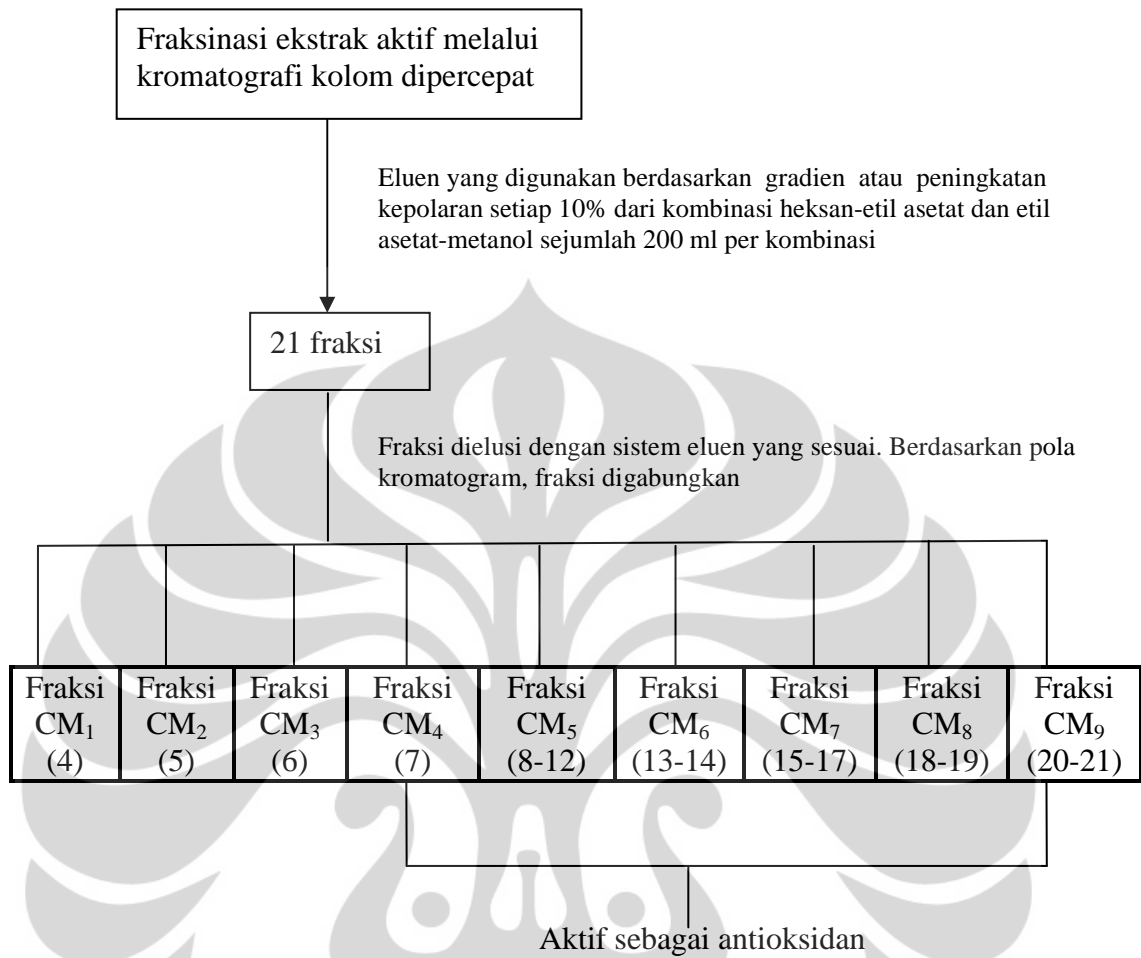 Fraksinasi ekstrak aktif melalui
kromatografi kolom dipercepat
Eluen yang digunakan berdasarkan gradien atau peningkatan
kepolaran setiap 10% dari kombinasi heksan-etil asetat dan etil
asetat-metanol sejumlah 200 ml per kombinasi
21 fraksi
Fraksi dielusi dengan sistem eluen yang sesuai. Berdasarkan pola
kromatogram, fraksi digabungkan
Fraksi Fraksi Fraksi Fraksi Fraksi Fraksi Fraksi Fraksi Fraksi
CM₁ CM₂ CM₃ CM₄ CM₅ CM₆ CM₇ CM₈ CM₉
(4) (5) (6) (7) (8-12) (13-14) (15-17) (18-19) (20-21)
Aktif sebagai antioksidan